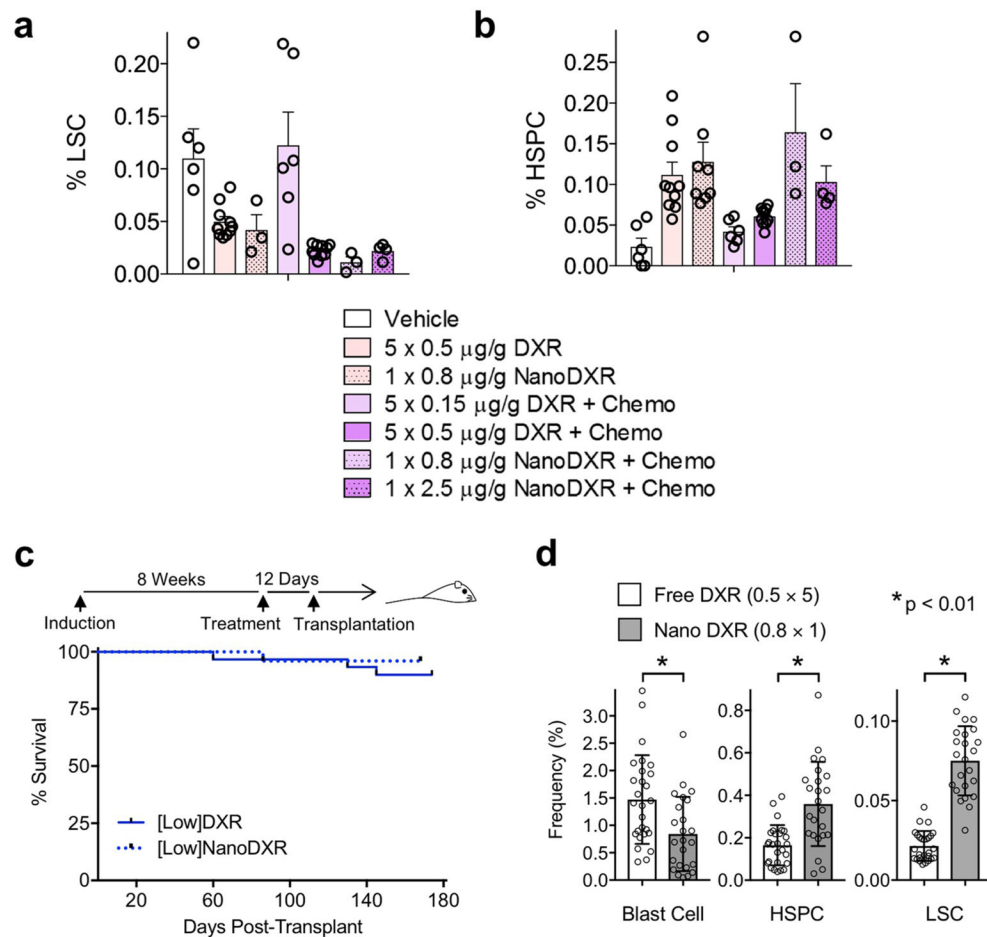 a
% LSC
0.20
0.15
0.10
0.05
0.00
b
% HSPC
0.25
0.20
0.15
0.10
0.05
0.00
Vehicle
5 x 0.5 μg/g DXR
1 x 0.8 μg/g NanoDXR
5 x 0.15 μg/g DXR + Chemo
5 x 0.5 μg/g DXR + Chemo
1 x 0.8 μg/g NanoDXR + Chemo
1 x 2.5 μg/g NanoDXR + Chemo
c
8 Weeks 12 Days
Induction Treatment Transplantation
% Survival
100
75
50
25
0
[Low]DXR
[Low]NanoDXR
20 60 100 140 180
Days Post-Transplant
d
Free DXR (0.5 × 5)
Nano DXR (0.8 × 1)
*p < 0.01
* * *
Frequency (%)
3.0
2.5
2.0
1.5
1.0
0.5
0.0
Blast Cell
0.8
0.6
0.4
0.2
0.0
HSPC
0.10
0.05
0.00
LSC